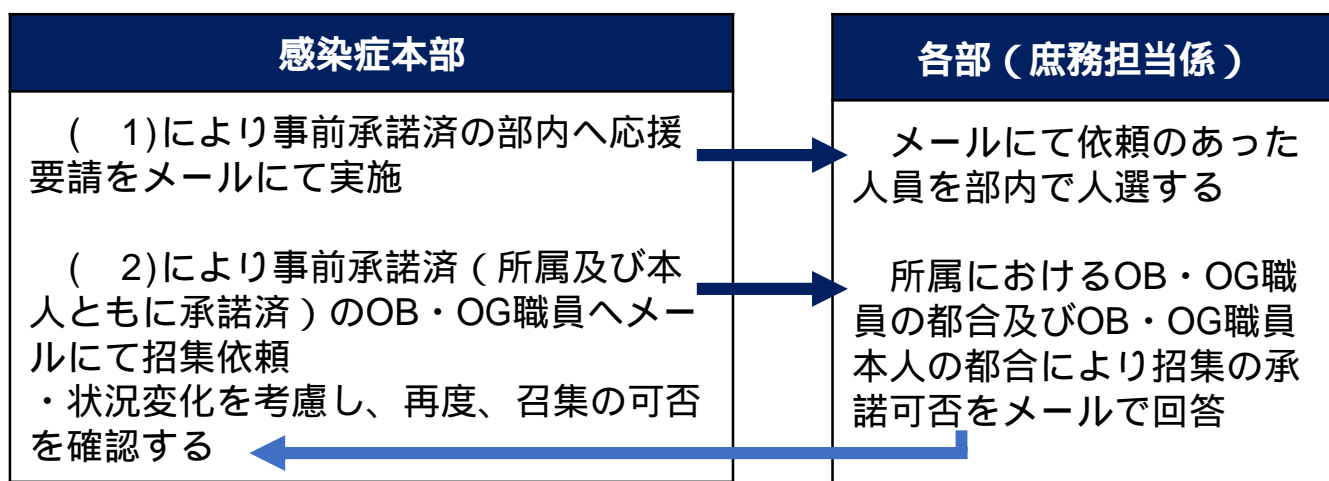 感染症本部
( 1)により事前承諾済の部内へ応援
要請をメールにて実施
( 2)により事前承諾済(所属及び本
人ともに承諾済)のOB・OG職員へメー
ルにて招集依頼
・状況変化を考慮し、再度、召集の可否
を確認する
各部(庶務担当係)
メールにて依頼のあった
人員を部内で人選する
所属におけるOB・OG職
員の都合及びOB・OG職員
本人の都合により招集の承
諾可否をメールで回答